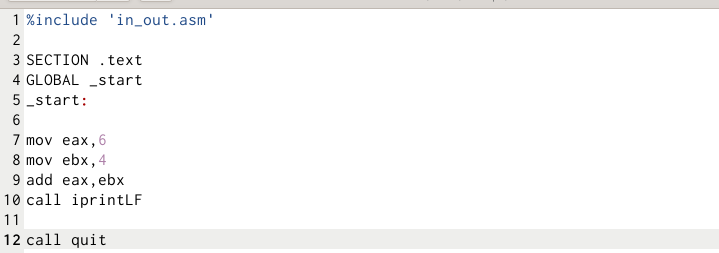 1 %include 'in_out.asm'
2
3 SECTION .text
4 GLOBAL _start
5 _start:
6
7 mov eax,6
8 mov ebx,4
9 add eax,ebx
10 call iprintLF
11
12 call quit